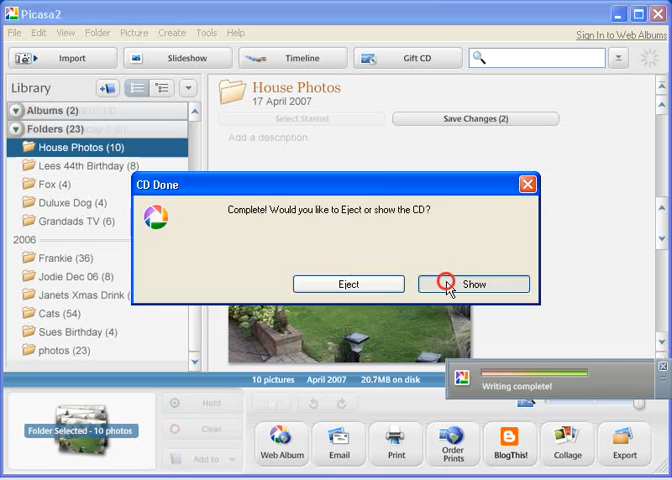 Picasa2
File Edit View Folder Picture Create Tools Help
Sign In to Web Albums
Import
Slideshow
Timeline
Gift CD
Library
Albums (2)
Folders (23)
House Photos (10)
Lees 44th Birthday (8)
Fox (4)
Duluxe Dog (4)
Grandads TV (6)
2006
Frankie (36)
Jodie Dec 06 (8)
Janets Xmas Drink (
Cats (54)
Sues Birthday (4)
photos (23)
House Photos
17 April 2007
Select Starred
Save Changes (2)
Add a description
CD Done
Complete! Would you like to Eject or show the CD?
Eject
Show
10 pictures April 2007 20.7MB on disk
Writing complete!
Folder Selected - 10 photos
Hold
Clear
Add to
Web Album
Email
Print
Order
Prints
BlogThis!
Collage
Export